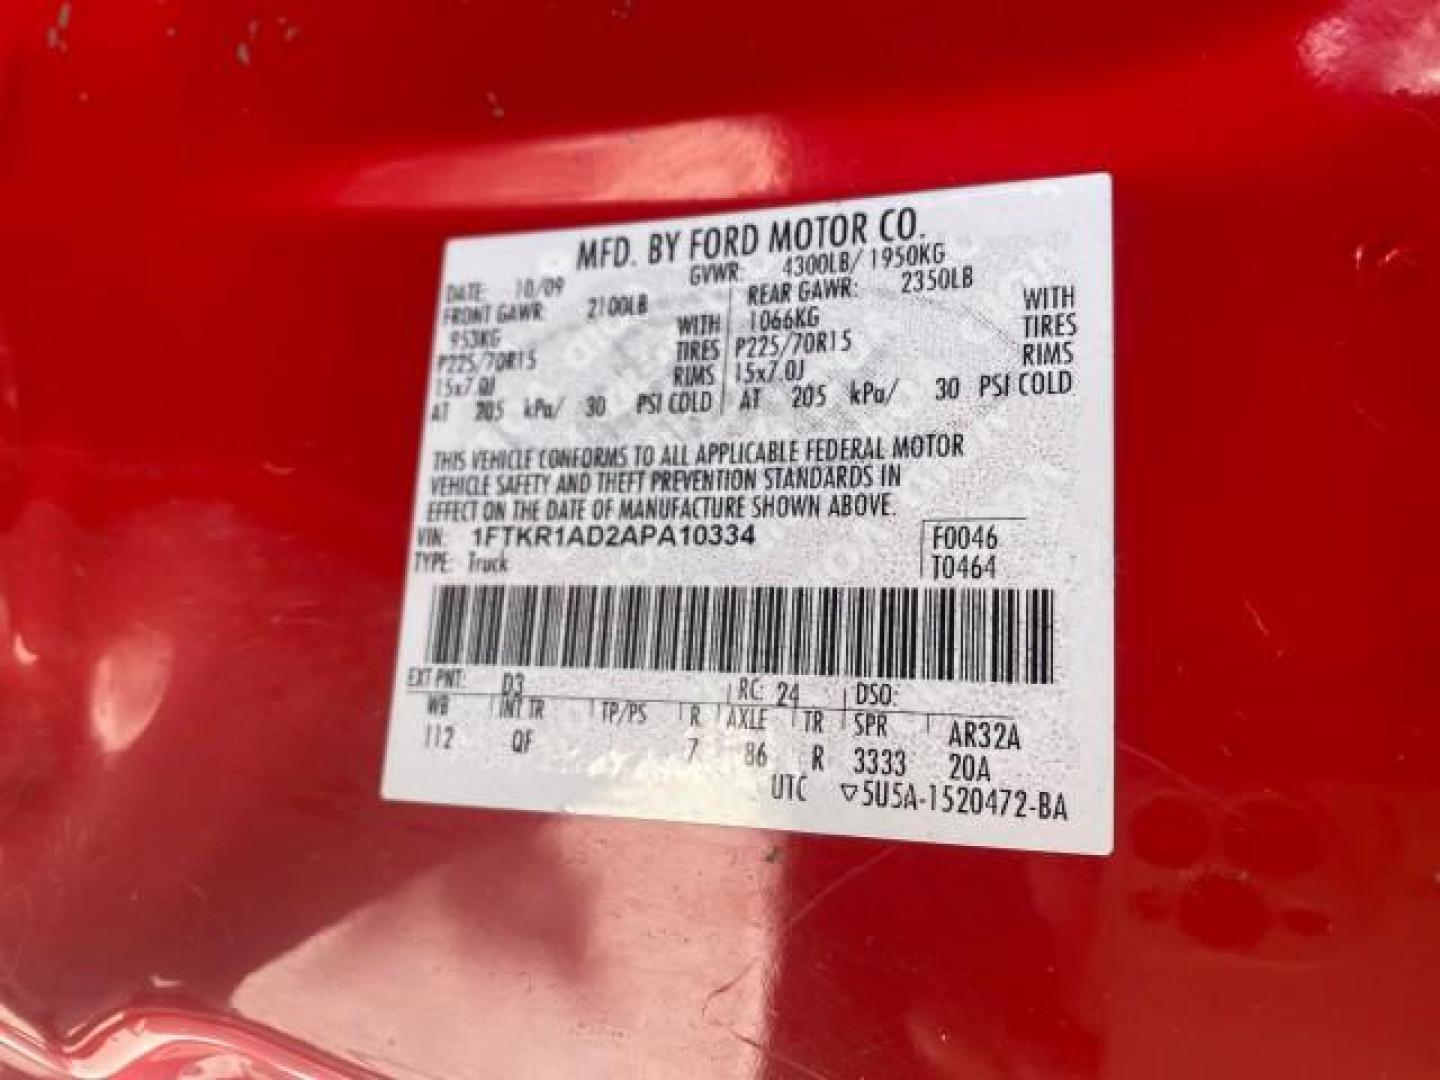 MFD. BY FORD MOTOR CO.
DATE: 10/09 GVWR: 4300LB/ 1950KG
FRONT GAWR: 2100LB REAR GAWR: 2350LB
953KG WITH 1066KG WITH
P225/70R15 TIRES P225/70R15 TIRES
15x7.0J RIMS 15x7.0J RIMS
AT 205 kPa/ 30 PSI COLD AT 205 kPa/ 30 PSI COLD
THIS VEHICLE CONFORMS TO ALL APPLICABLE FEDERAL MOTOR
VEHICLE SAFETY AND THEFT PREVENTION STANDARDS IN
EFFECT ON THE DATE OF MANUFACTURE SHOWN ABOVE.
VIN: 1FTKR1AD2APA10334 F0046
TYPE: Truck T0464
EXT PNT: D3 RC: 24 DSO:
WB INT TR TP/PS R AXLE TR SPR AR32A
112 QF 7 86 R 3333 20A
UTC ▽5U5A-1520472-BA